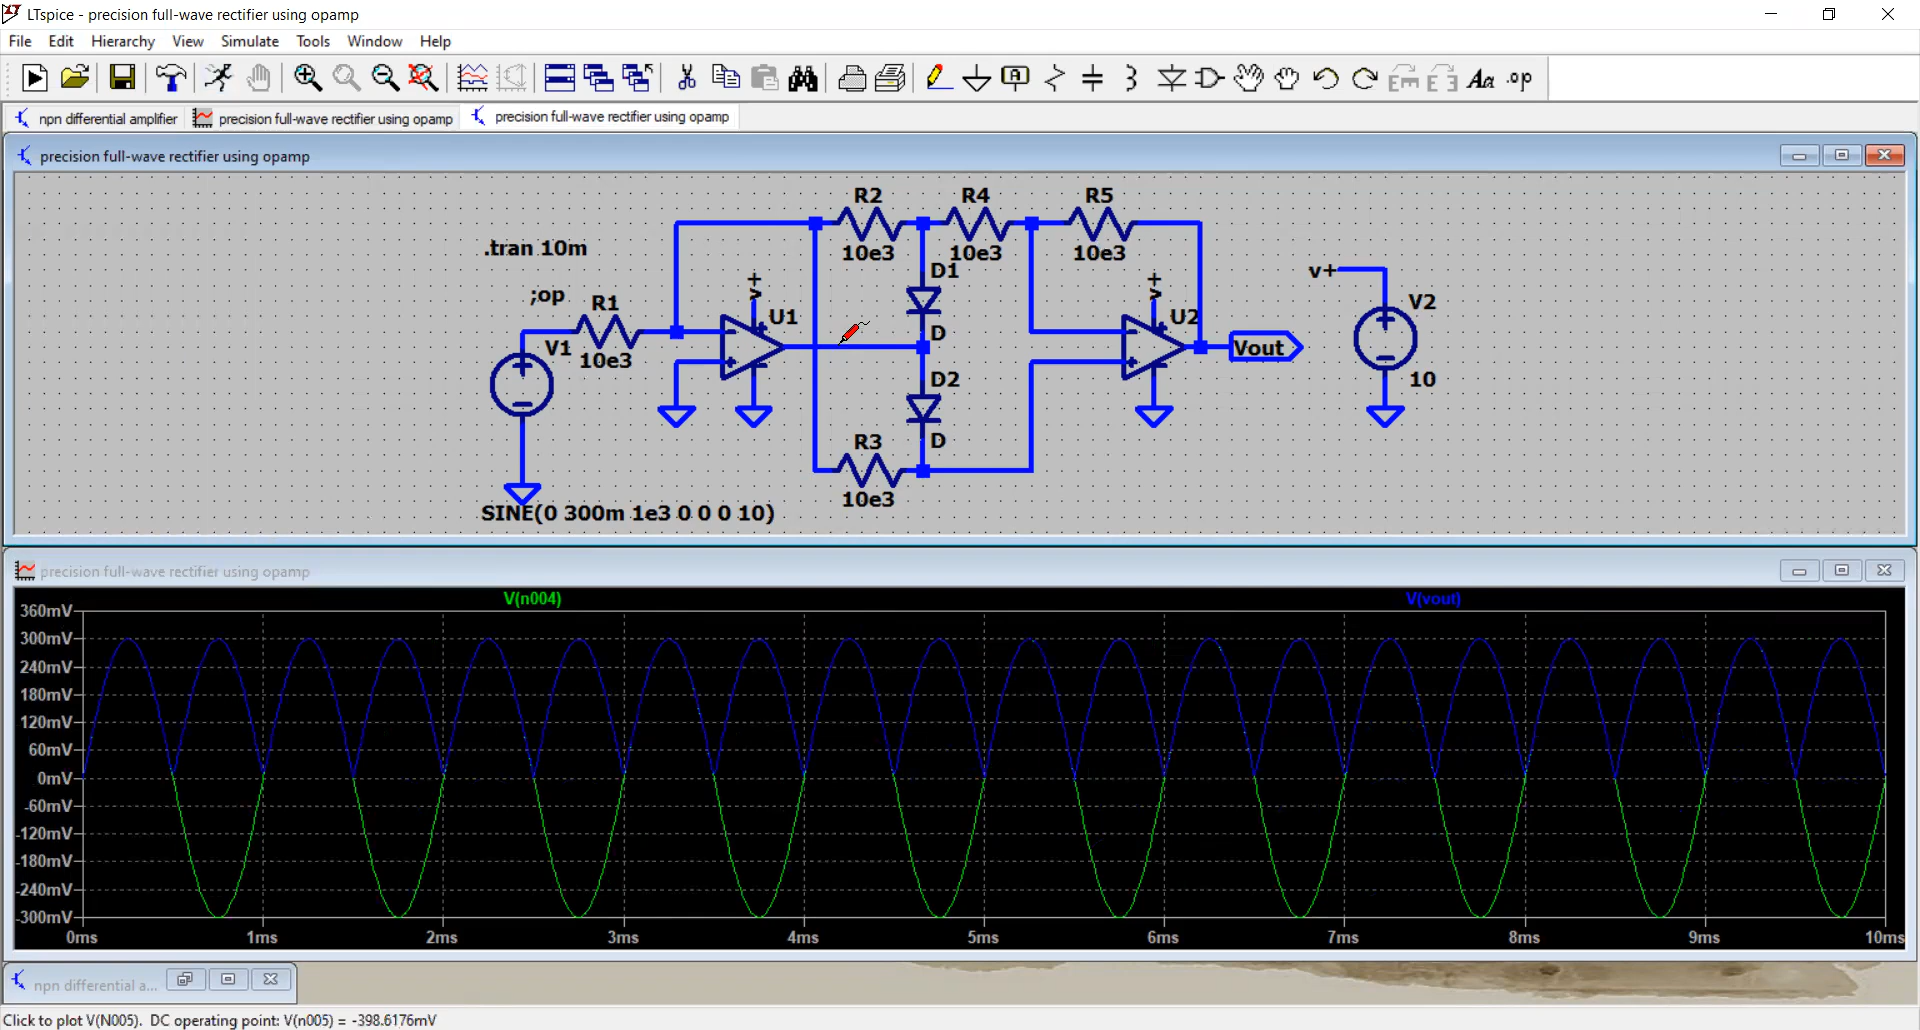 LTspice - precision full-wave rectifier using opamp
File Edit Hierarchy View Simulate Tools Window Help
A Aa .op
npn differential amplifier precision full-wave rectifier using opamp precision full-wave rectifier using opamp
precision full-wave rectifier using opamp
R2 R4 R5
.tran 10m
10e3 10e3 10e3
;op
R1
D1
v+
v+
v+
V2
U1
U2
D
V1
10e3
Vout
D2
10
D
R3
10e3
SINE(0 300m 1e3 0 0 0 10)
precision full-wave rectifier using opamp
V(n004) V(vout)
360mV
300mV
240mV
180mV
120mV
60mV
0mV
-60mV
-120mV
-180mV
-240mV
-300mV
0ms 1ms 2ms 3ms 4ms 5ms 6ms 7ms 8ms 9ms 10ms
npn differential a...
Click to plot V(N005). DC operating point: V(n005) = -398.6176mV